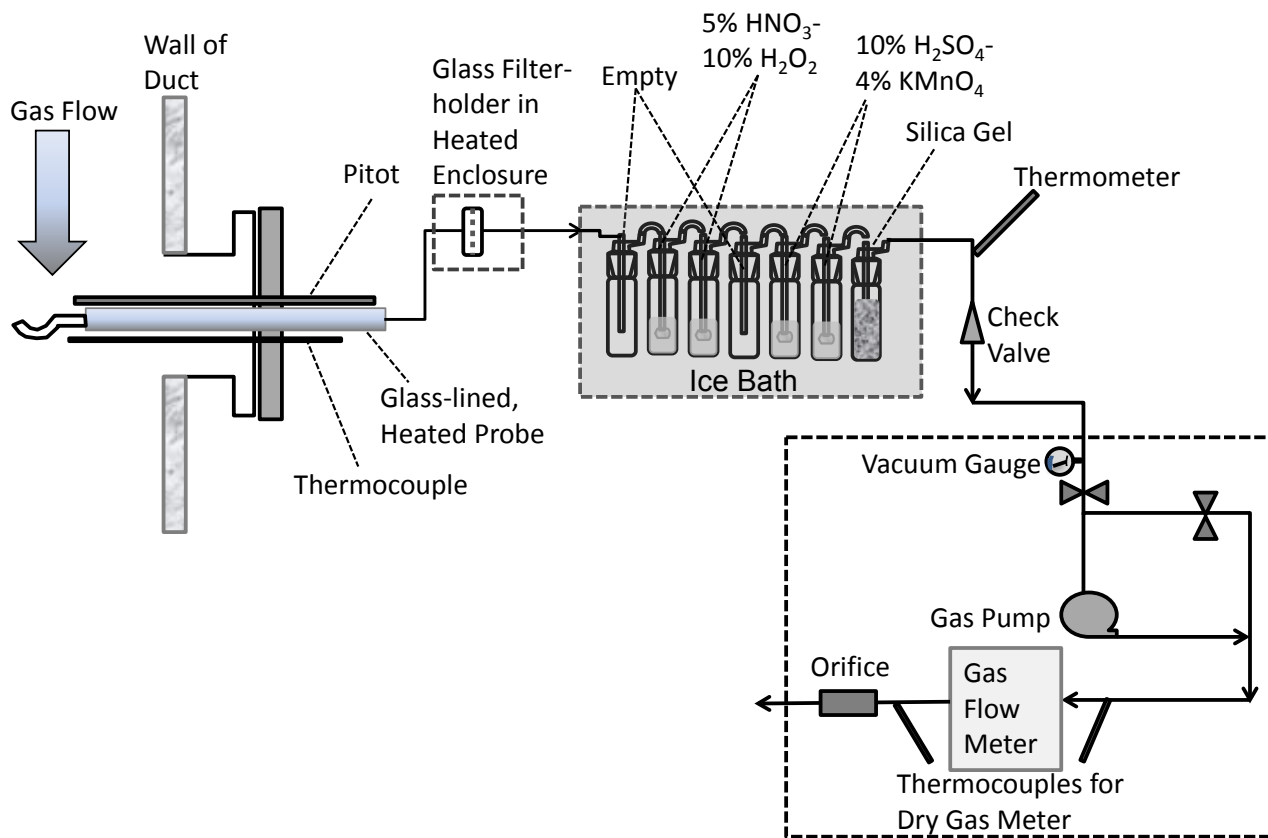 Wall of
Duct
Gas Flow
Pitot
Glass Filter-
holder in
Heated
Enclosure
Empty
5% HNO₃-
10% H₂O₂
10% H₂SO₄-
4% KMnO₄
Silica Gel
Thermometer
Check
Valve
Ice Bath
Glass-lined,
Heated Probe
Thermocouple
Vacuum Gauge
Gas Pump
Orifice
Gas
Flow
Meter
Thermocouples for
Dry Gas Meter